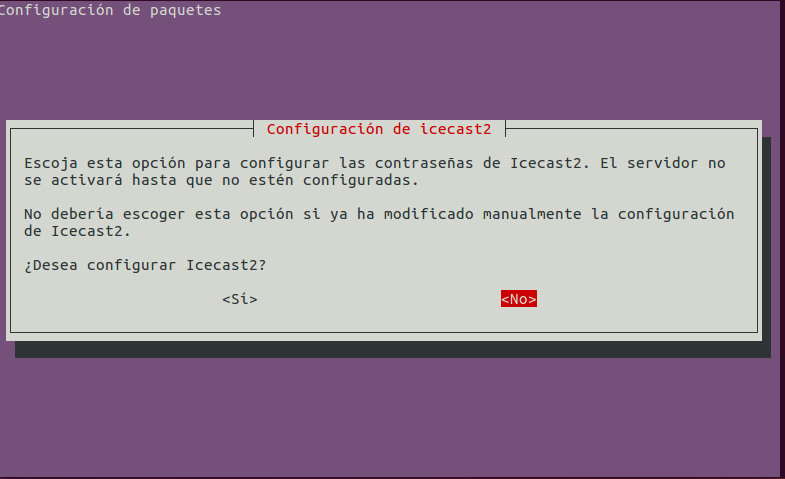 Configuración de paquetes
Configuración de icecast2
Escoja esta opción para configurar las contraseñas de Icecast2. El servidor no
se activará hasta que no estén configuradas.
No debería escoger esta opción si ya ha modificado manualmente la configuración
de Icecast2.
¿Desea configurar Icecast2?
<Sí> <No>